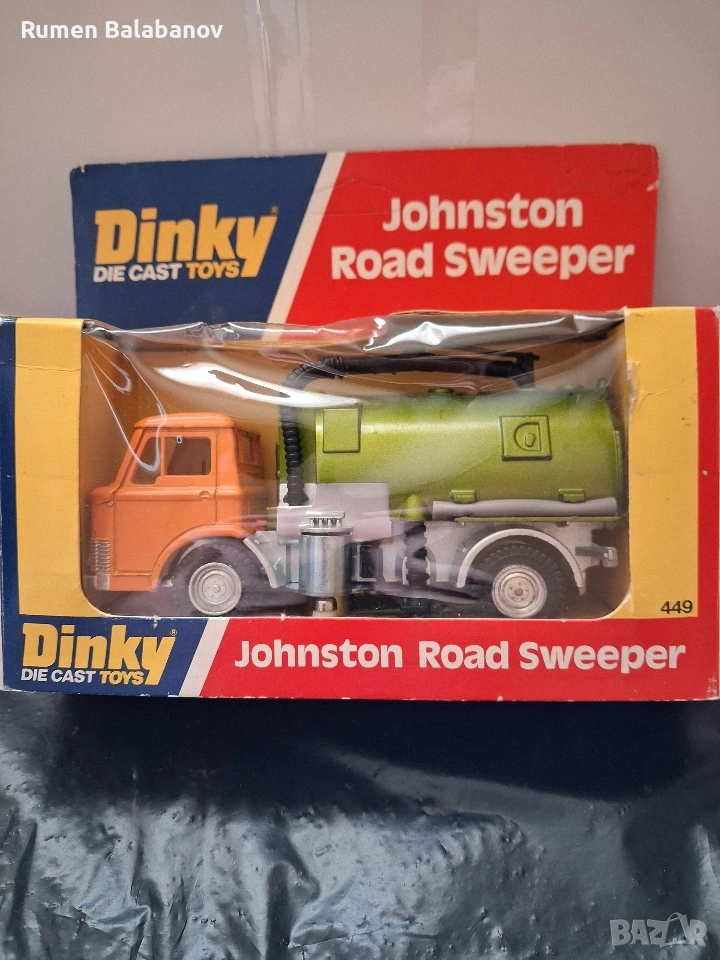 Rumen Balabanov
Dinky®
DIE CAST TOYS
Johnston
Road Sweeper
449
Dinky®
DIE CAST TOYS
Johnston Road Sweeper
BAZAR